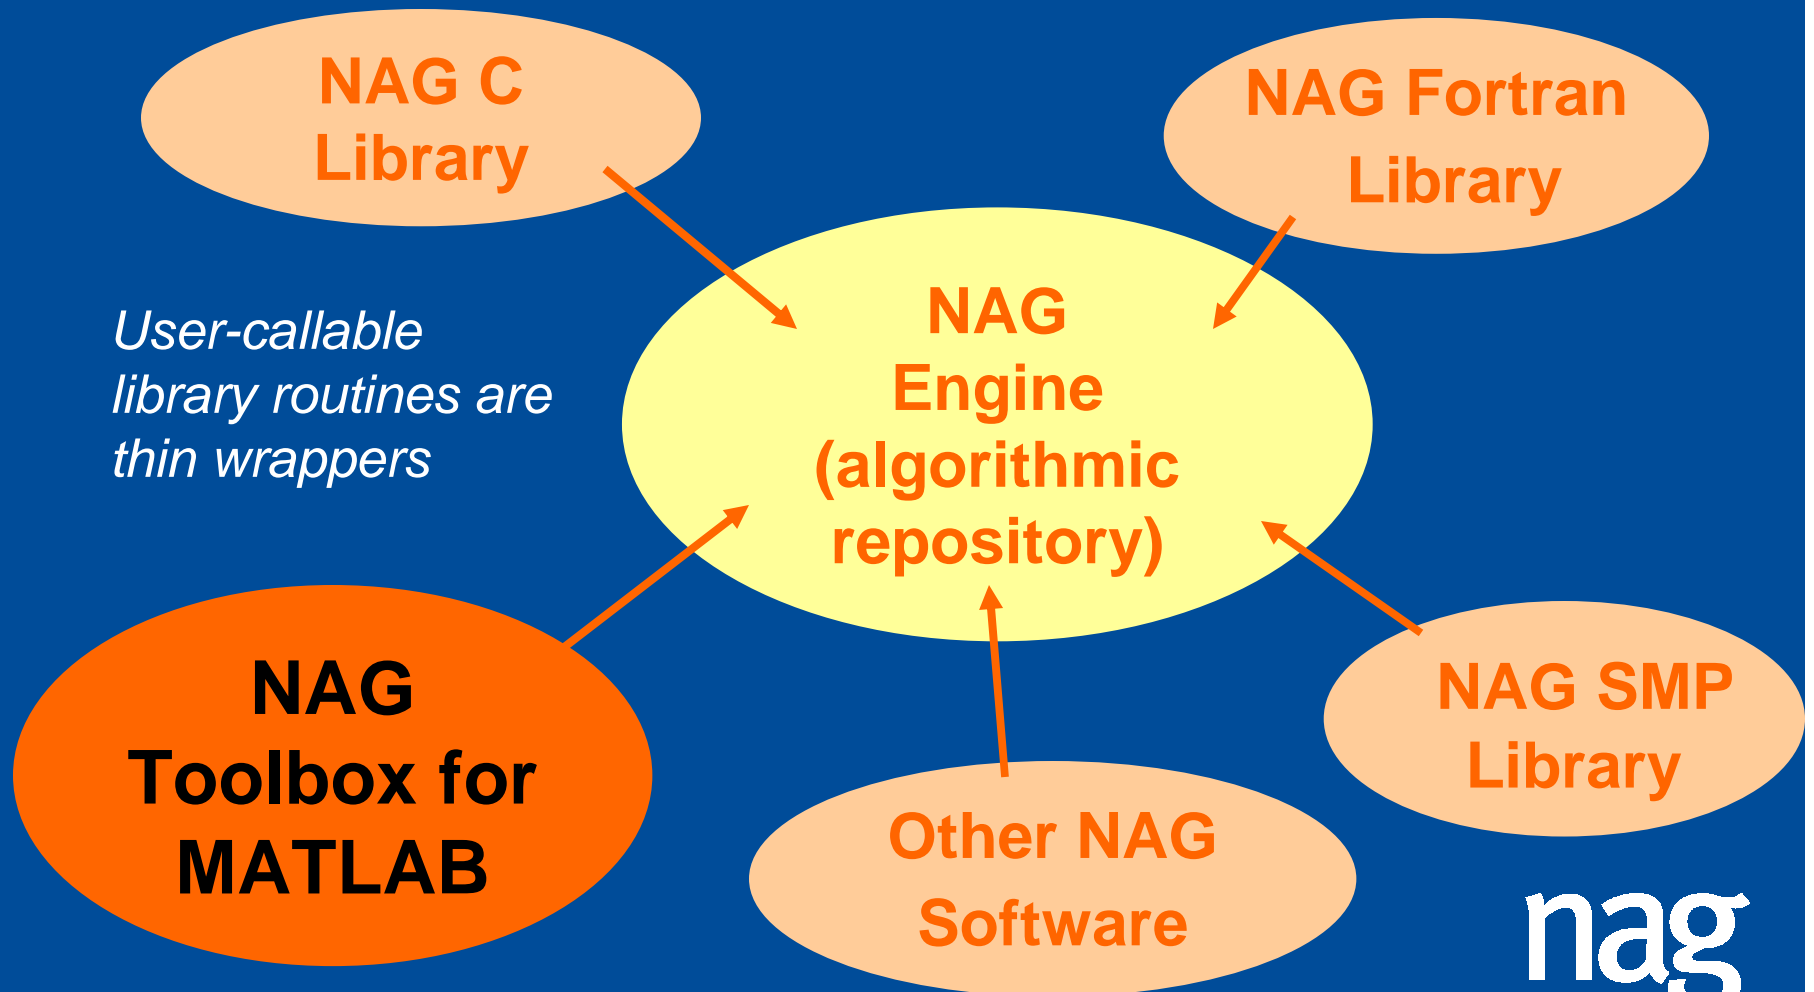 NAG C
Library
NAG Fortran
Library
User-callable
library routines are
thin wrappers
NAG
Engine
(algorithmic
repository)
NAG
Toolbox for
MATLAB
Other NAG
Software
NAG SMP
Library
nag